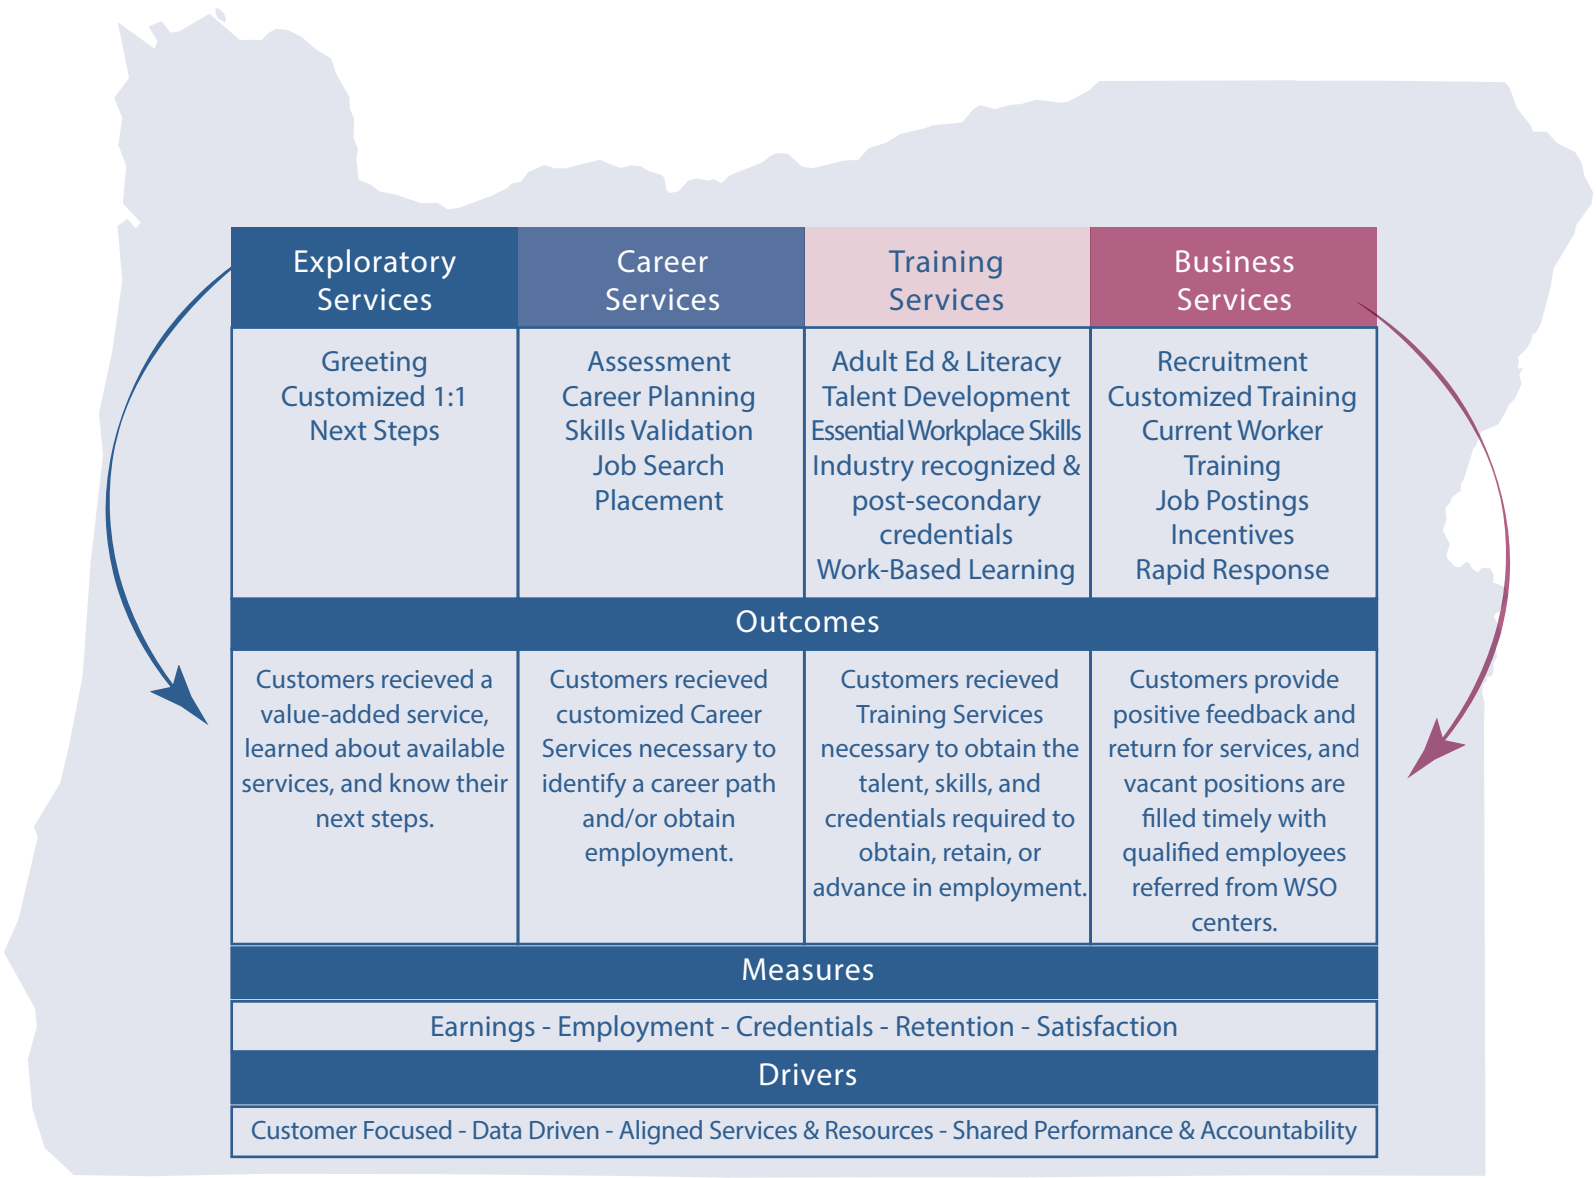 Exploratory
Services
Career
Services
Training
Services
Business
Services
Greeting
Customized 1:1
Next Steps
Assessment
Career Planning
Skills Validation
Job Search
Placement
Adult Ed & Literacy
Talent Development
Essential Workplace Skills
Industry recognized &
post-secondary
credentials
Work-Based Learning
Recruitment
Customized Training
Current Worker
Training
Job Postings
Incentives
Rapid Response
Outcomes
Customers recieved a
value-added service,
learned about available
services, and know their
next steps.
Customers recieved
customized Career
Services necessary to
identify a career path
and/or obtain
employment.
Customers recieved
Training Services
necessary to obtain the
talent, skills, and
credentials required to
obtain, retain, or
advance in employment.
Customers provide
positive feedback and
return for services, and
vacant positions are
filled timely with
qualified employees
referred from WSO
centers.
Measures
Earnings - Employment - Credentials - Retention - Satisfaction
Drivers
Customer Focused - Data Driven - Aligned Services & Resources - Shared Performance & Accountability